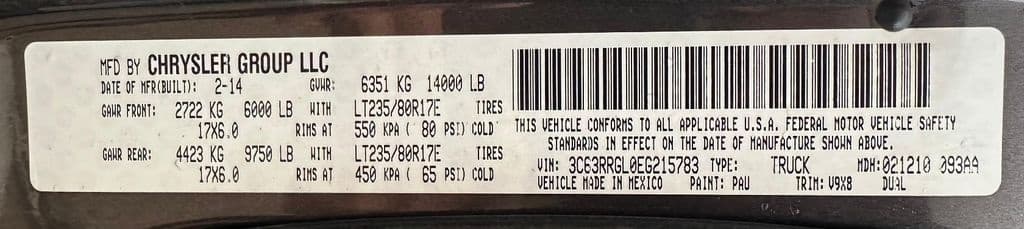 MFD BY CHRYSLER GROUP LLC
DATE OF MFR(BUILT): 2-14 GVWR: 6351 KG 14000 LB
GAWR FRONT: 2722 KG 6000 LB WITH LT235/80R17E TIRES
17X6.0 RIMS AT 550 KPA ( 80 PSI) COLD
GAWR REAR: 4423 KG 9750 LB WITH LT235/80R17E TIRES
17X6.0 RIMS AT 450 KPA ( 65 PSI) COLD
THIS VEHICLE CONFORMS TO ALL APPLICABLE U.S.A. FEDERAL MOTOR VEHICLE SAFETY
STANDARDS IN EFFECT ON THE DATE OF MANUFACTURE SHOWN ABOVE.
VIN: 3C63RRGL0EG215783 TYPE: TRUCK MDH:021210 093AA
VEHICLE MADE IN MEXICO PAINT: PAU TRIM: V9X8 DUAL